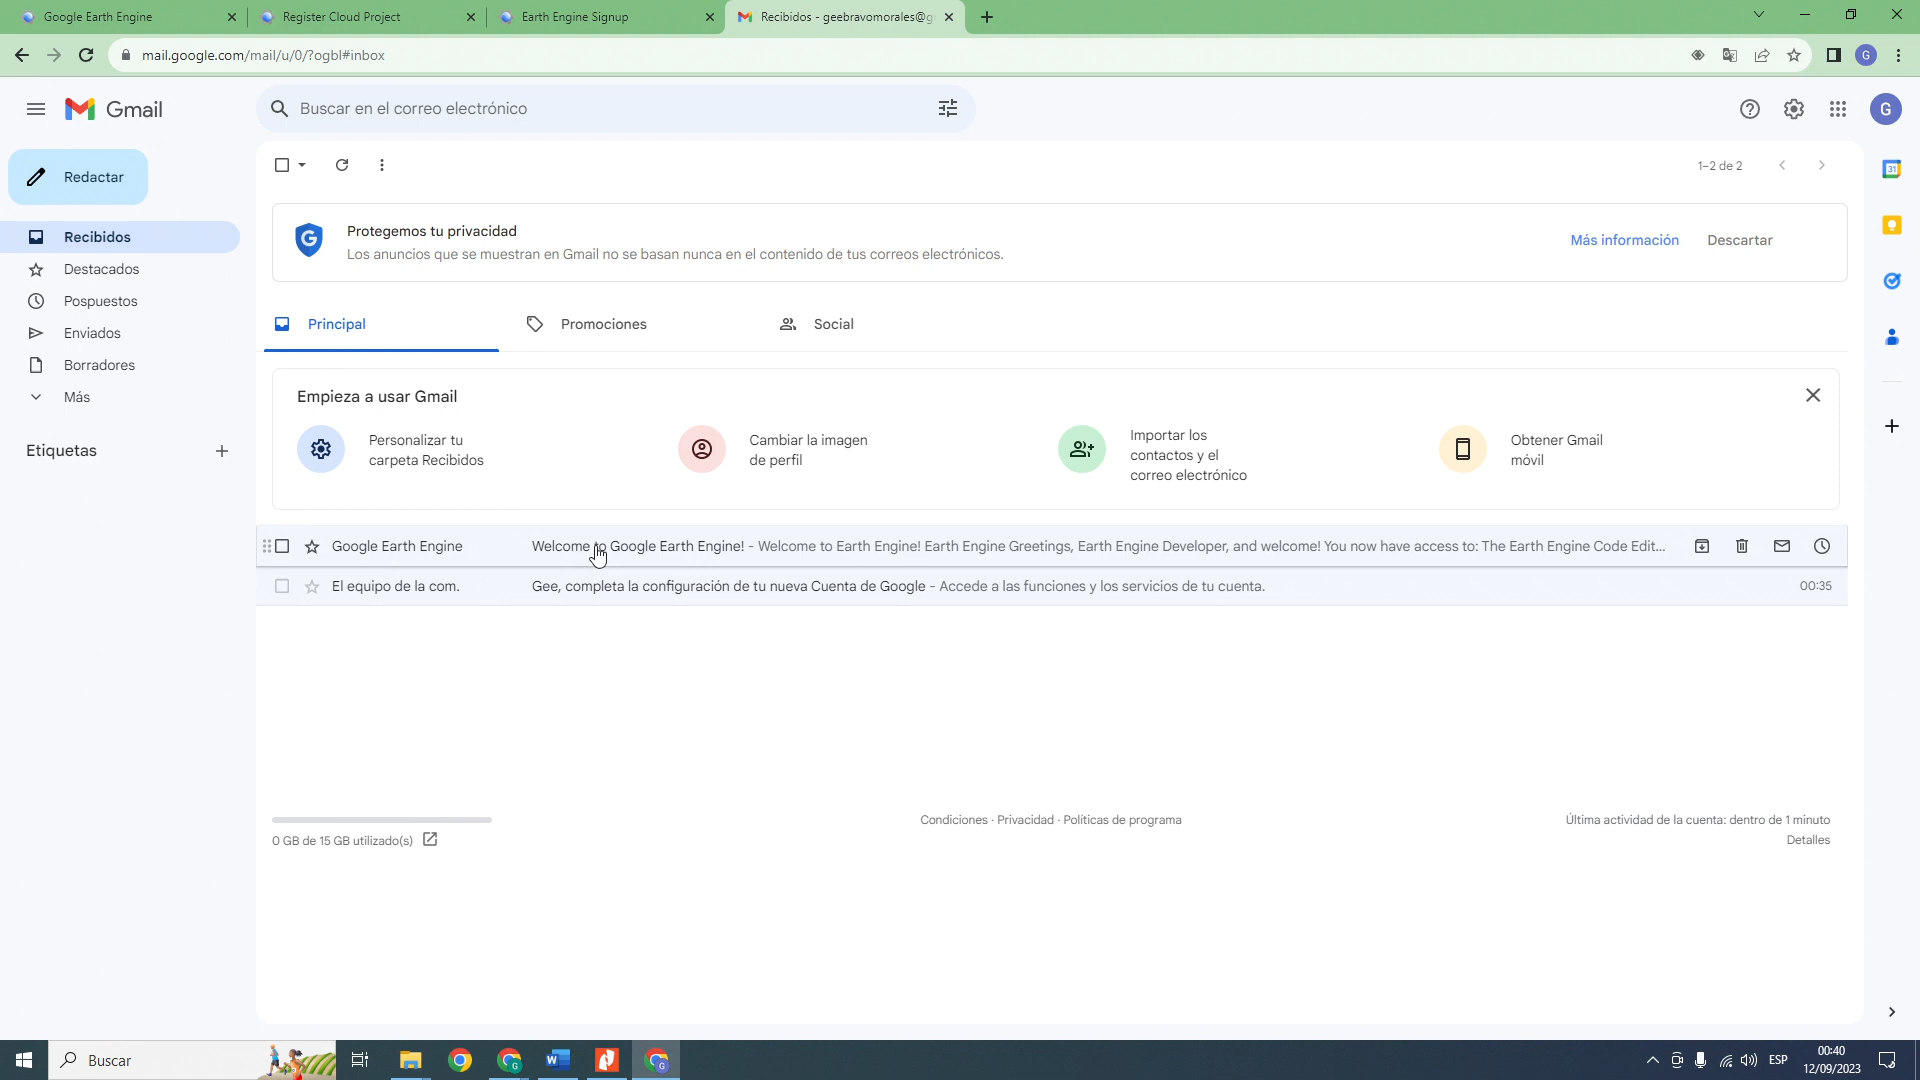 Google Earth Engine
Register Cloud Project
Earth Engine Signup
Recibidos - geebravomorales@g
mail.google.com/mail/u/0/?ogbl#inbox
G
Gmail
Buscar en el correo electrónico
G
Redactar
1–2 de 2
31
Recibidos
Protegemos tu privacidad
Los anuncios que se muestran en Gmail no se basan nunca en el contenido de tus correos electrónicos.
Más información
Descartar
Destacados
Pospuestos
Enviados
Borradores
Más
Principal
Promociones
Social
Empieza a usar Gmail
Personalizar tu
carpeta Recibidos
Cambiar la imagen
de perfil
Importar los
contactos y el
correo electrónico
Obtener Gmail
móvil
Etiquetas
Google Earth Engine Welcome to Google Earth Engine! - Welcome to Earth Engine! Earth Engine Greetings, Earth Engine Developer, and welcome! You now have access to: The Earth Engine Code Edit...
El equipo de la com. Gee, completa la configuración de tu nueva Cuenta de Google - Accede a las funciones y los servicios de tu cuenta. 00:35
0 GB de 15 GB utilizado(s)
Condiciones · Privacidad · Políticas de programa
Última actividad de la cuenta: dentro de 1 minuto
Detalles
Buscar
ESP
00:40
12/09/2023